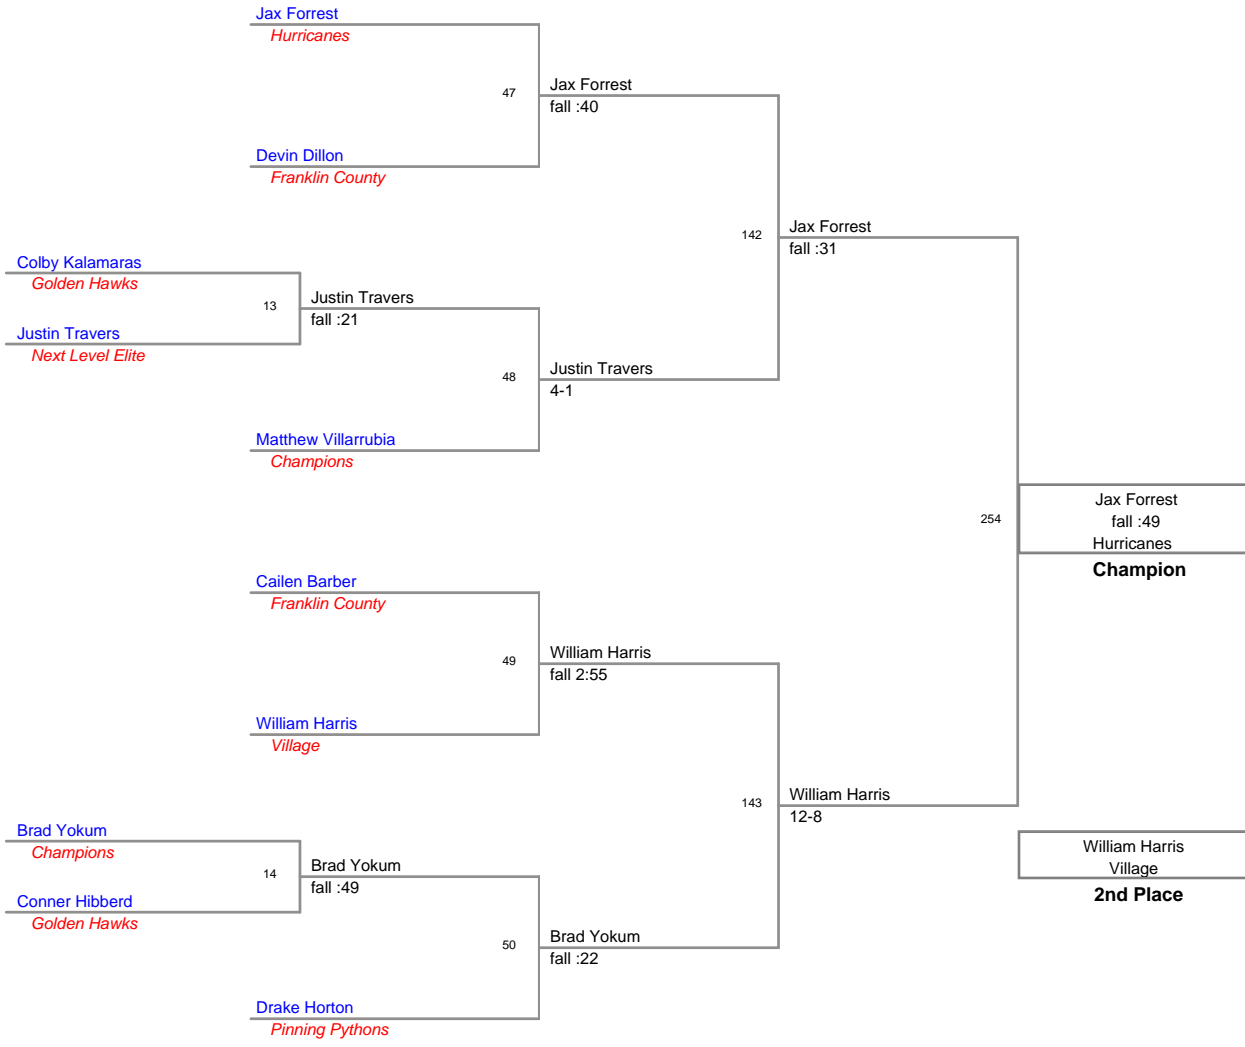 Jax Forrest
Hurricanes
47
Jax Forrest
fall :40
Devin Dillon
Franklin County
142
Jax Forrest
fall :31
Colby Kalamaras
Golden Hawks
13
Justin Travers
fall :21
Justin Travers
Next Level Elite
48
Justin Travers
4-1
Matthew Villarrubia
Champions
254
Jax Forrest
fall :49
Hurricanes
Champion
Cailen Barber
Franklin County
49
William Harris
fall 2:55
William Harris
Village
143
William Harris
12-8
Brad Yokum
Champions
14
Brad Yokum
fall :49
Conner Hibberd
Golden Hawks
50
Brad Yokum
fall :22
Drake Horton
Pinning Pythons
William Harris
Village
2nd Place